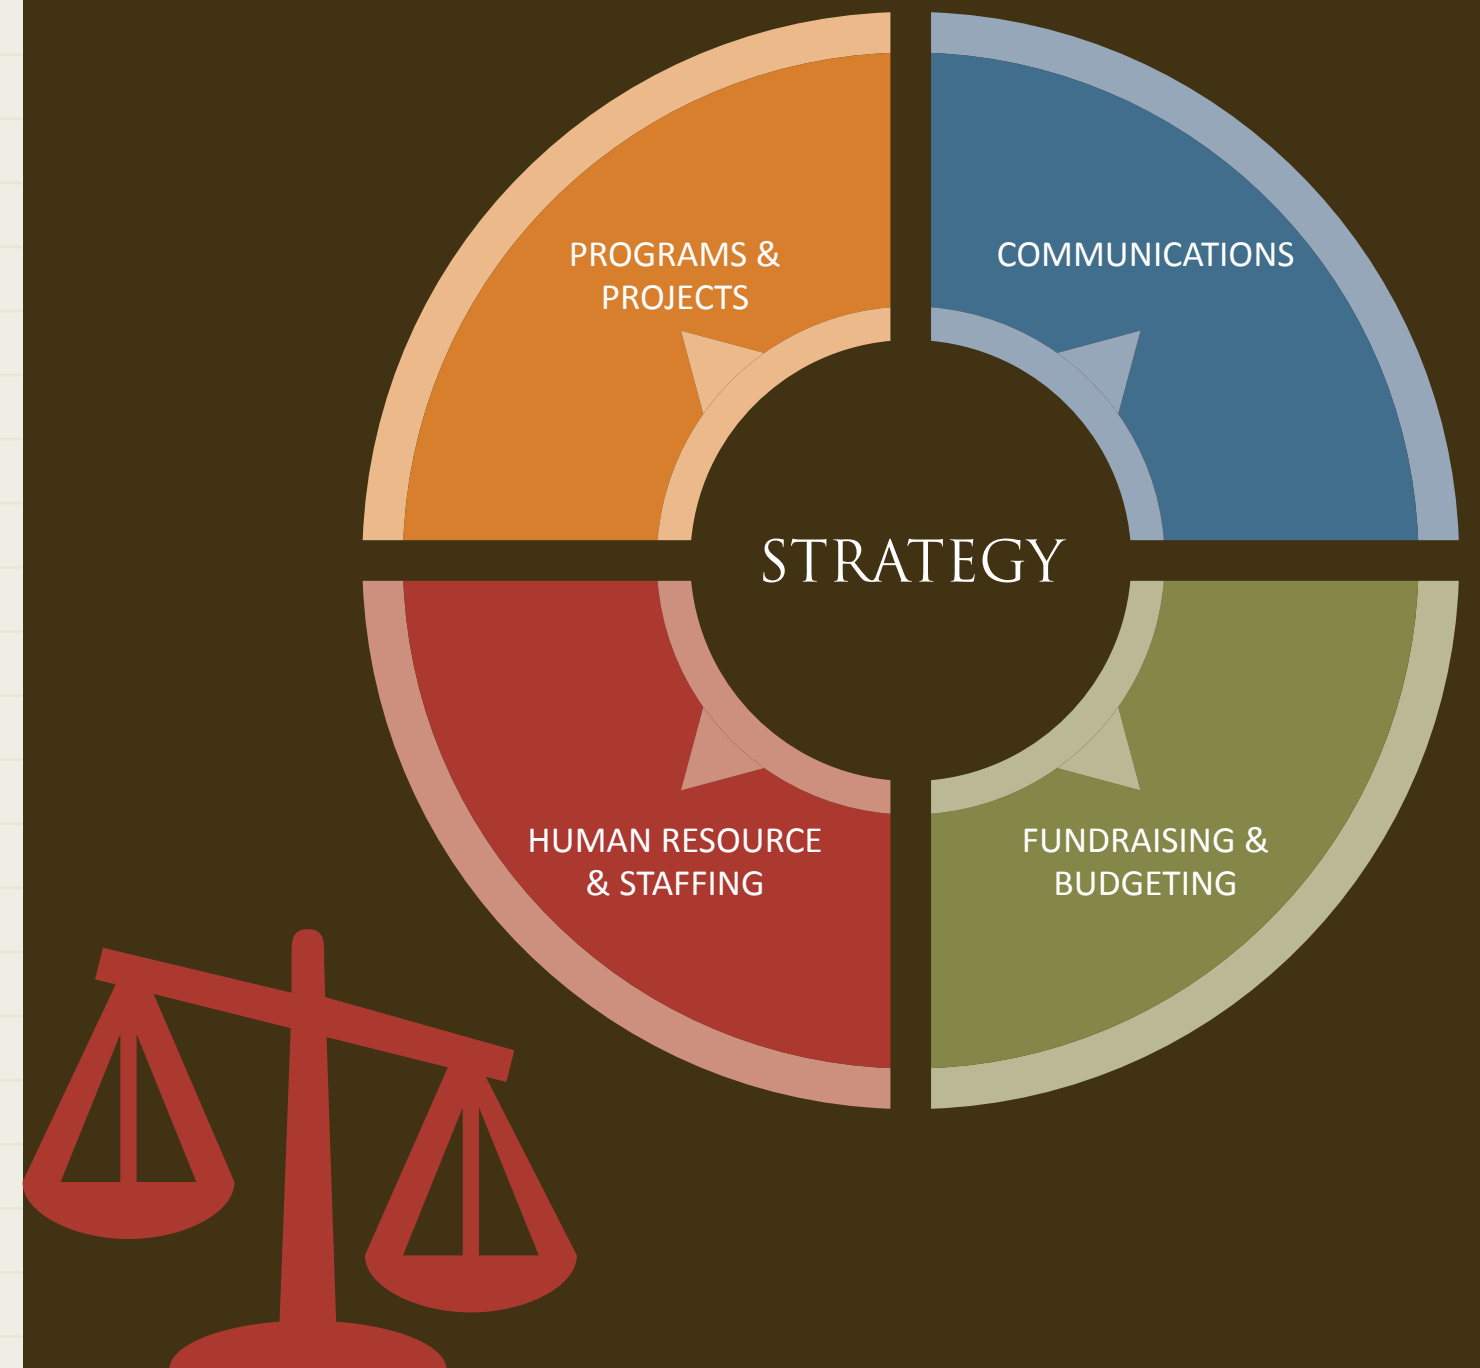 PROGRAMS &
PROJECTS
COMMUNICATIONS
STRATEGY
HUMAN RESOURCE
& STAFFING
FUNDRAISING &
BUDGETING